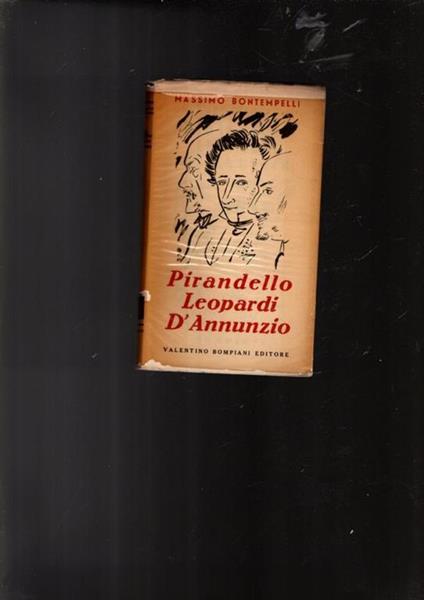 MASSIMO BONTEMPELLI
Pirandello
Leopardi
D'Annunzio
VALENTINO BOMPIANI EDITORE